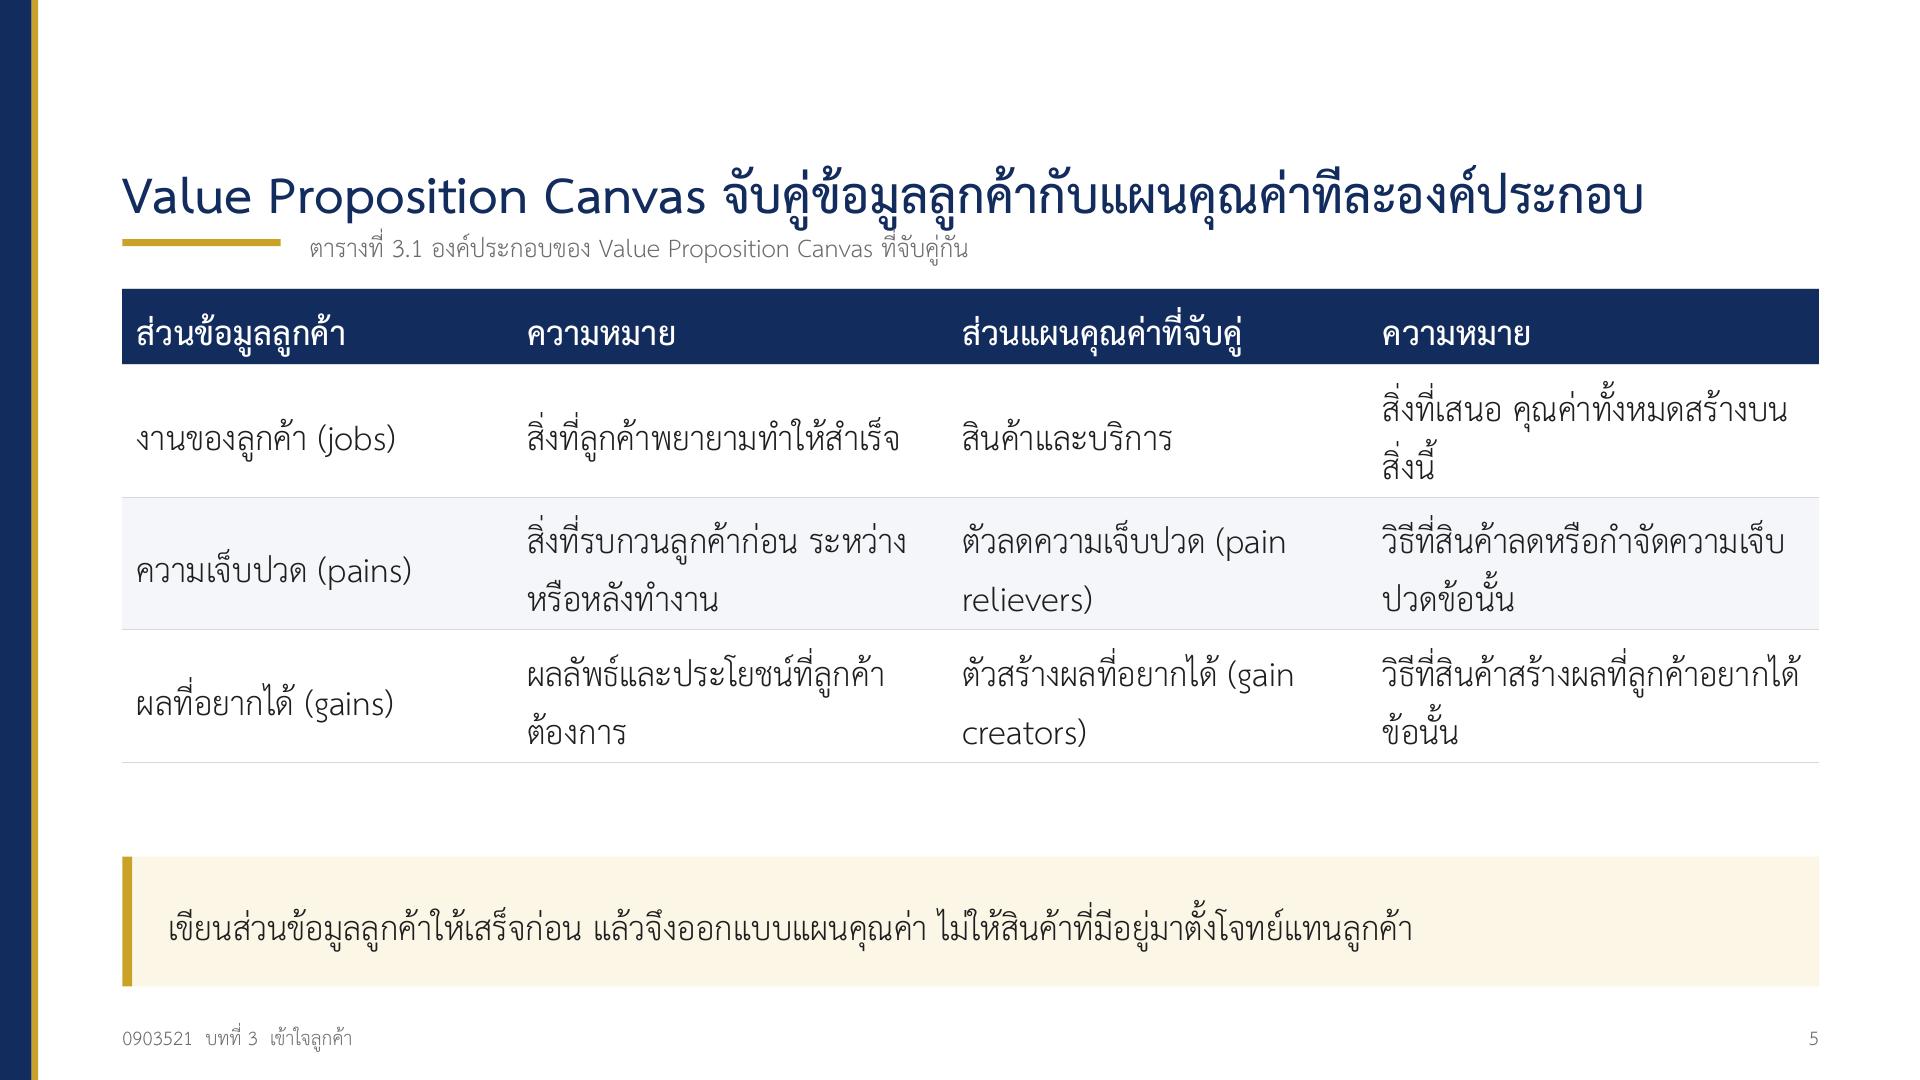 Value Proposition Canvas จับคู่ข้อมูลลูกค้ากับแผนคุณค่าทีละองค์ประกอบ
ตารางที่ 3.1 องค์ประกอบของ Value Proposition Canvas ที่จับคู่กัน
ส่วนข้อมูลลูกค้า ความหมาย ส่วนแผนคุณค่าที่จับคู่ ความหมาย
งานของลูกค้า (jobs) สิ่งที่ลูกค้าพยายามทำให้สำเร็จ สินค้าและบริการ สิ่งที่เสนอ คุณค่าทั้งหมดสร้างบน
สิ่งนี้
ความเจ็บปวด (pains) สิ่งที่รบกวนลูกค้าก่อน ระหว่าง ตัวลดความเจ็บปวด (pain วิธีที่สินค้าลดหรือกำจัดความเจ็บ
หรือหลังทำงาน relievers) ปวดข้อนั้น
ผลที่อยากได้ (gains) ผลลัพธ์และประโยชน์ที่ลูกค้า ตัวสร้างผลที่อยากได้ (gain วิธีที่สินค้าสร้างผลที่ลูกค้าอยากได้
ต้องการ creators) ข้อนั้น
เขียนส่วนข้อมูลลูกค้าให้เสร็จก่อน แล้วจึงออกแบบแผนคุณค่า ไม่ให้สินค้าที่มีอยู่มาตั้งโจทย์แทนลูกค้า
0903521 บทที่ 3 เข้าใจลูกค้า 5